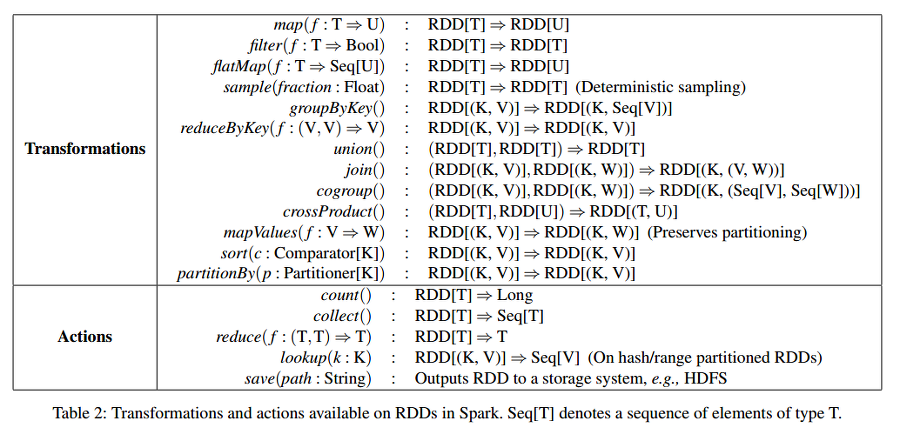 map(f : T ⇒ U) : RDD[T] ⇒ RDD[U]
filter(f : T ⇒ Bool) : RDD[T] ⇒ RDD[T]
flatMap(f : T ⇒ Seq[U]) : RDD[T] ⇒ RDD[U]
sample(fraction : Float) : RDD[T] ⇒ RDD[T] (Deterministic sampling)
groupByKey() : RDD[(K, V)] ⇒ RDD[(K, Seq[V])]
reduceByKey(f : (V,V) ⇒ V) : RDD[(K, V)] ⇒ RDD[(K, V)]
Transformations union() : (RDD[T],RDD[T]) ⇒ RDD[T]
join() : (RDD[(K, V)],RDD[(K, W)]) ⇒ RDD[(K, (V, W))]
cogroup() : (RDD[(K, V)],RDD[(K, W)]) ⇒ RDD[(K, (Seq[V], Seq[W]))]
crossProduct() : (RDD[T],RDD[U]) ⇒ RDD[(T, U)]
mapValues(f : V ⇒ W) : RDD[(K, V)] ⇒ RDD[(K, W)] (Preserves partitioning)
sort(c : Comparator[K]) : RDD[(K, V)] ⇒ RDD[(K, V)]
partitionBy(p : Partitioner[K]) : RDD[(K, V)] ⇒ RDD[(K, V)]
count() : RDD[T] ⇒ Long
collect() : RDD[T] ⇒ Seq[T]
Actions reduce(f : (T,T) ⇒ T) : RDD[T] ⇒ T
lookup(k : K) : RDD[(K, V)] ⇒ Seq[V] (On hash/range partitioned RDDs)
save(path : String) : Outputs RDD to a storage system, e.g., HDFS
Table 2: Transformations and actions available on RDDs in Spark. Seq[T] denotes a sequence of elements of type T.